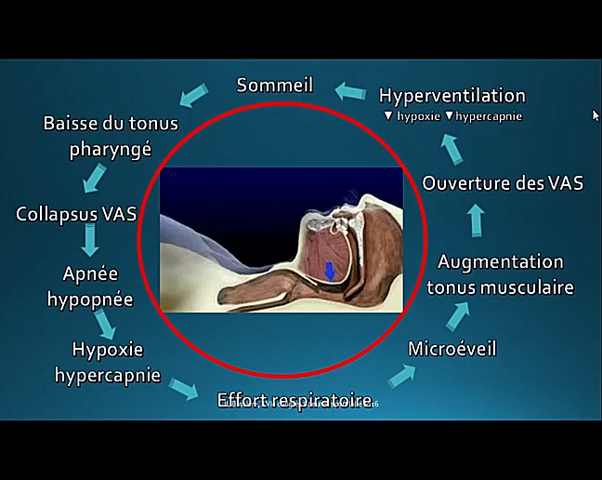 Sommeil
Baisse du tonus
pharyngé
Collapsus VAS
Apnée
hypopnée
Hypoxie
hypercapnie
Effort respiratoire
Microéveil
Augmentation
tonus musculaire
Ouverture des VAS
Hyperventilation
▼ hypoxie ▼hypercapnie